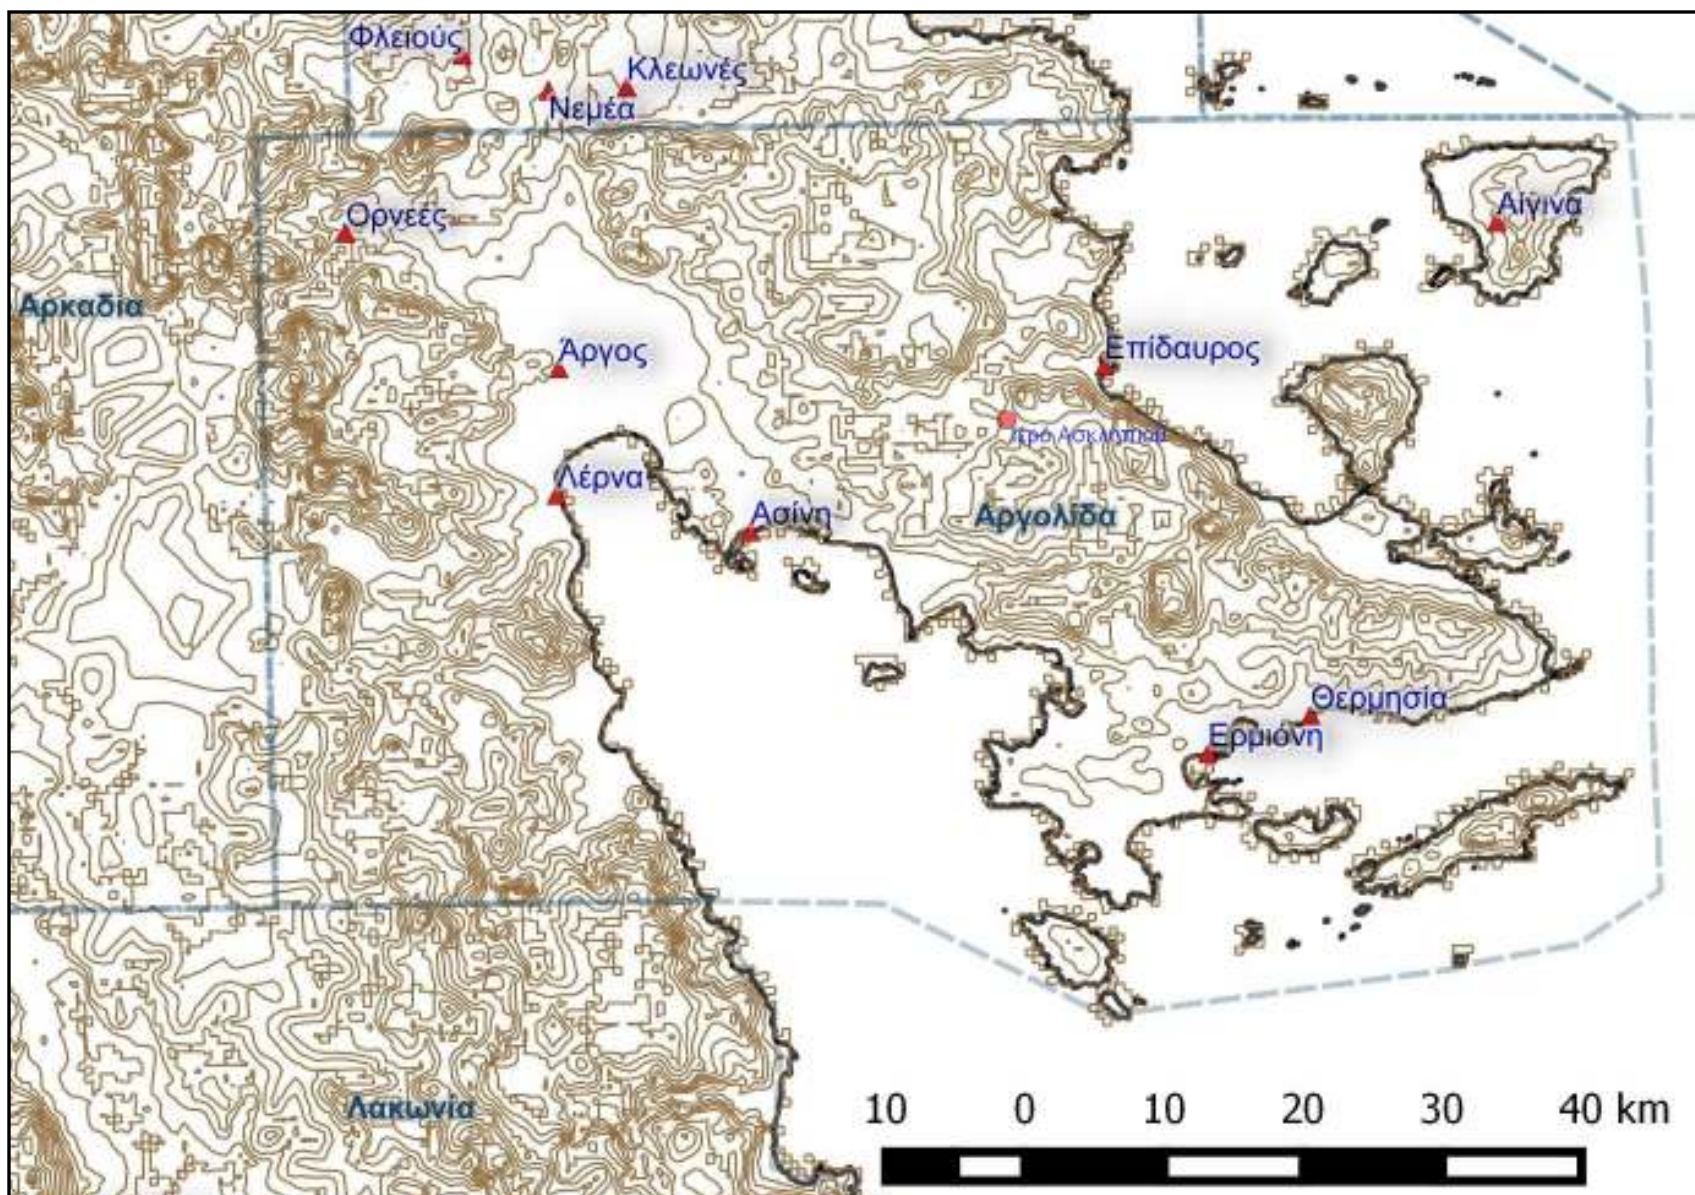 Φλειούς
Κλεωνές
Νεμέα
Ορνεές
Αίγινα
Αρκαδία
Άργος
Επίδαυρος
Ασκληπιού
Λέρνα
Ασίνη
Αργολίδα
Θερμησία
Ερμιόνη
Λακωνία
10 0 10 20 30 40 km